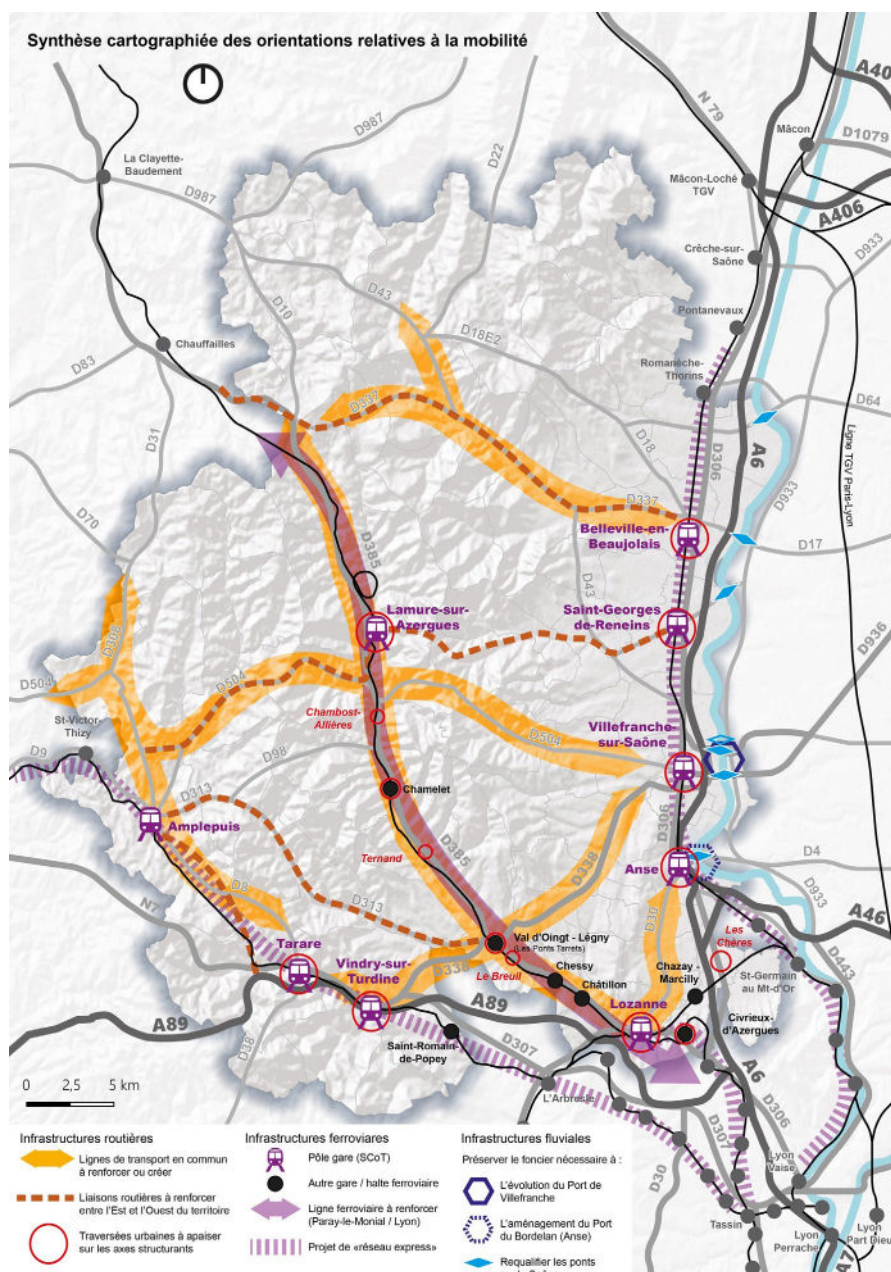 Synthèse cartographiée des orientations relatives à la mobilité
A40
N 79
D987
Mâcon
D1079
La Clayette-
Baudement
D22
D987
Mâcon-Loché
TGV
A406
Crêche-sur-
Saône
D933
D43
D10
Pontanevaux
D18E2
Chauffailles
Romanèche-
Thorins
D83
D337
D64
D31
D18
A6
D306
Ligne TGV Paris-Lyon
D933
D70
D337
Belleville-en-
Beaujolais
D17
D385
D43
Lamure-sur-
Azergues
Saint-Georges
de-Reneins
D308
D936
D504
D504
St-Victor-
Thizy
Chambost-
Allières
Villefranche-
sur-Saône
D504
D9
D98
D313
Chamelet
D306
Amplepuis
Ternand
D385
D338
Anse
D4
D8
D933
D313
D30
A46
N7
Val d'Oingt - Légny
(Les Ponts Tarrets)
Les
Chères
Tarare
Vindry-sur-
Turdine
D338
Le Breuil
Chessy
Chazay -
Marcilly
St-Germain
au Mt-d'Or
D443
Châtillon
Lozanne
A89
A89
Civrieux-
d'Azergues
Saint-Romain-
de-Popey
D307
D38
A6
0 2,5 5 km
L'Arbresle
D306
D307
Lyon
Vaise
D30
Tassin
Lyon
Perrache
Lyon
Part Dieu
A7
Infrastructures routières
Lignes de transport en commun
à renforcer ou créer
Liaisons routières à renforcer
entre l'Est et l'Ouest du territoire
Traversées urbaines à apaiser
sur les axes structurants
Infrastructures ferroviaires
Pôle gare (SCoT)
Autre gare / halte ferroviaire
Ligne ferroviaire à renforcer
(Paray-le-Monial / Lyon)
Projet de «réseau express»
Infrastructures fluviales
Préserver le foncier nécessaire à :
L'évolution du Port de
Villefranche
L'aménagement du Port
du Bordelan (Anse)
Requalifier les ponts